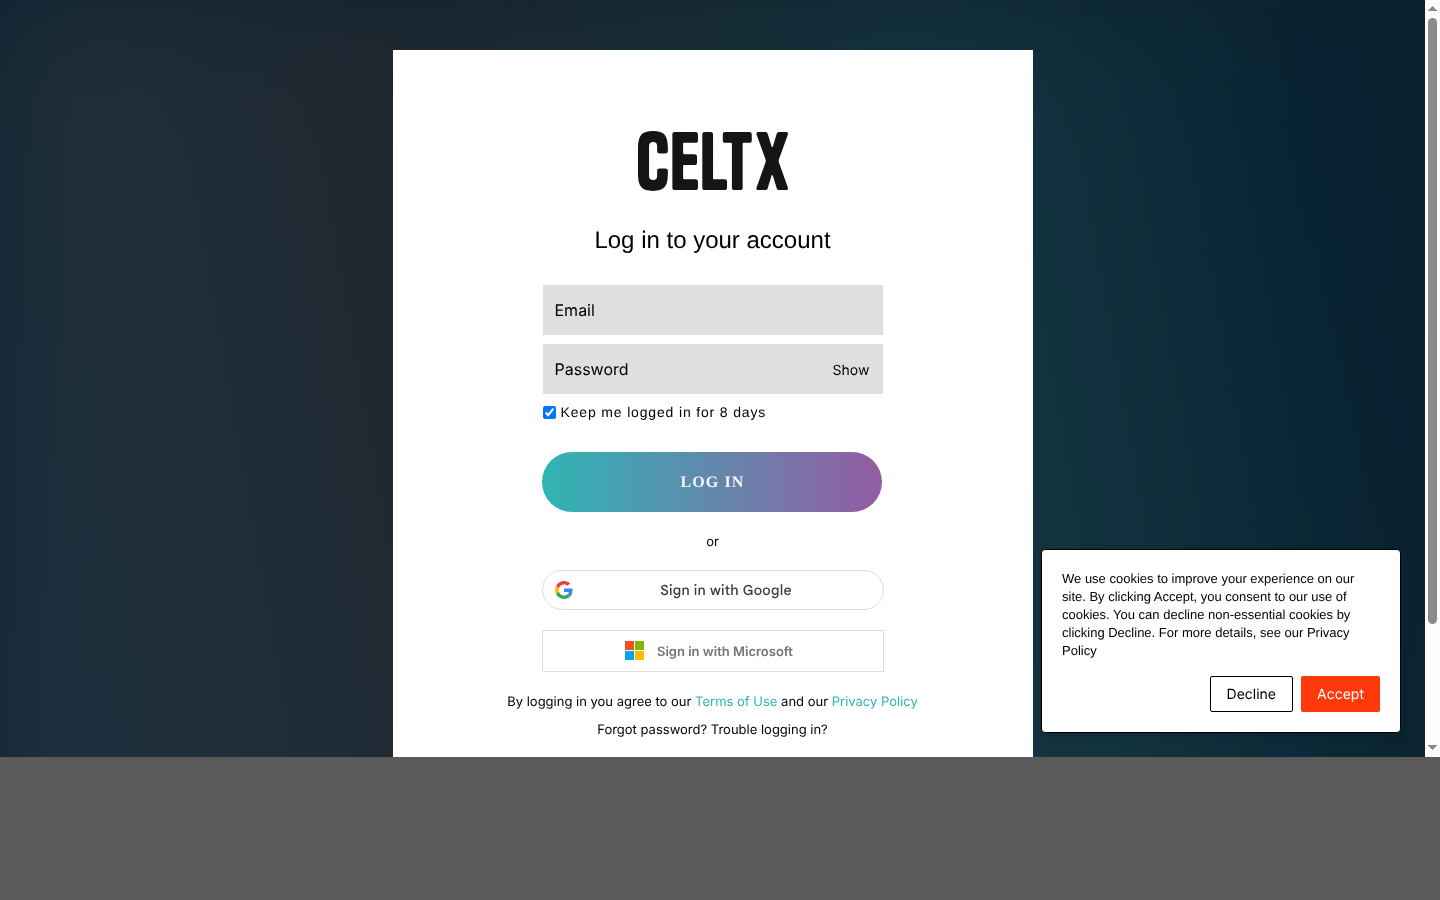 CELTX
Log in to your account
Email
Password
Show
Keep me logged in for 8 days
LOG IN
or
Sign in with Google
Sign in with Microsoft
By logging in you agree to our Terms of Use and our Privacy Policy
Forgot password? Trouble logging in?
We use cookies to improve your experience on our
site. By clicking Accept, you consent to our use of
cookies. You can decline non-essential cookies by
clicking Decline. For more details, see our Privacy
Policy
Decline
Accept